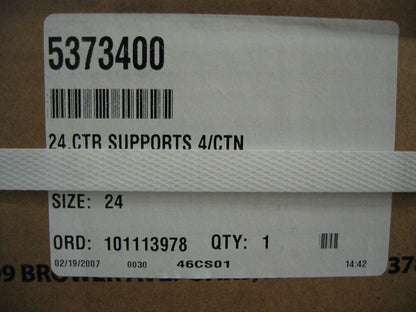 5373400
24 CTR SUPPORTS 4/CTN
SIZE: 24
ORD: 101113978 QTY: 1
02/19/2007 0030 46CS01 14:42